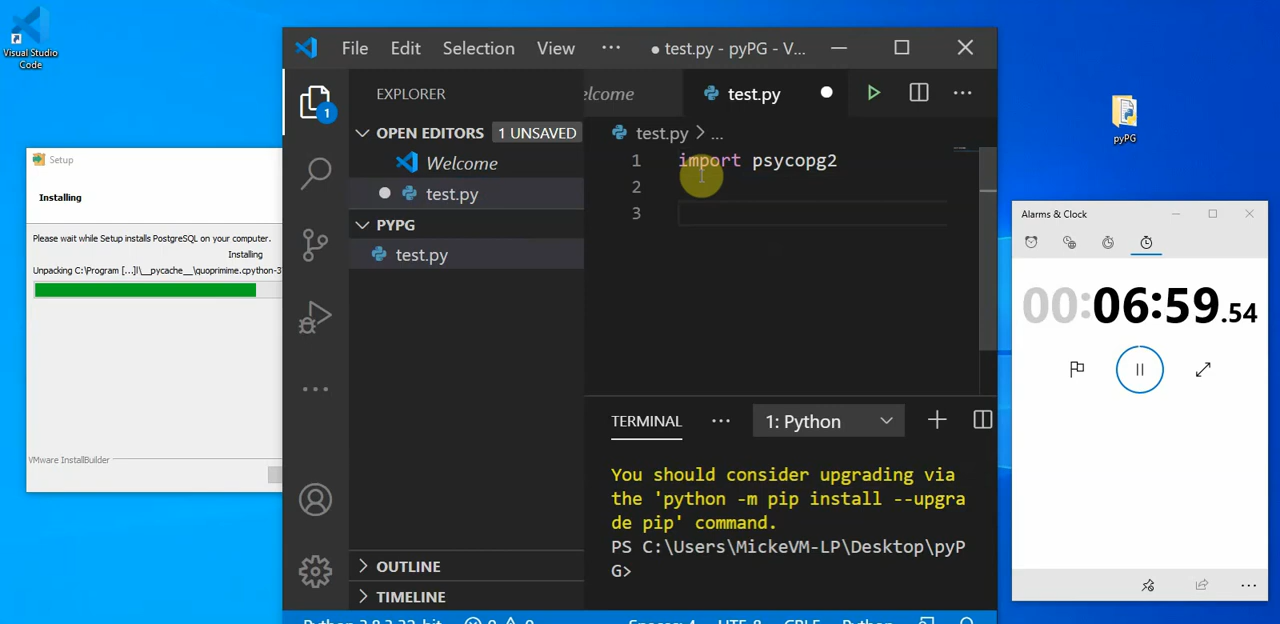 Visual Studio
Code
Setup
Installing
Please wait while Setup installs PostgreSQL on your computer.
Installing
Unpacking C:\Program [...]l\__pycache__\quoprimime.cpython-3
VMware InstallBuilder
File Edit Selection View ··· ● test.py - pyPG - V...
EXPLORER
OPEN EDITORS 1 UNSAVED
Welcome
test.py
PYPG
test.py
OUTLINE
TIMELINE
1
elcome test.py
test.py > ...
1 import psycopg2
2
3
TERMINAL ··· 1: Python
You should consider upgrading via
the 'python -m pip install --upgra
de pip' command.
PS C:\Users\MickeVM-LP\Desktop\pyP
G>
pyPG
Alarms & Clock
00:06:59.54